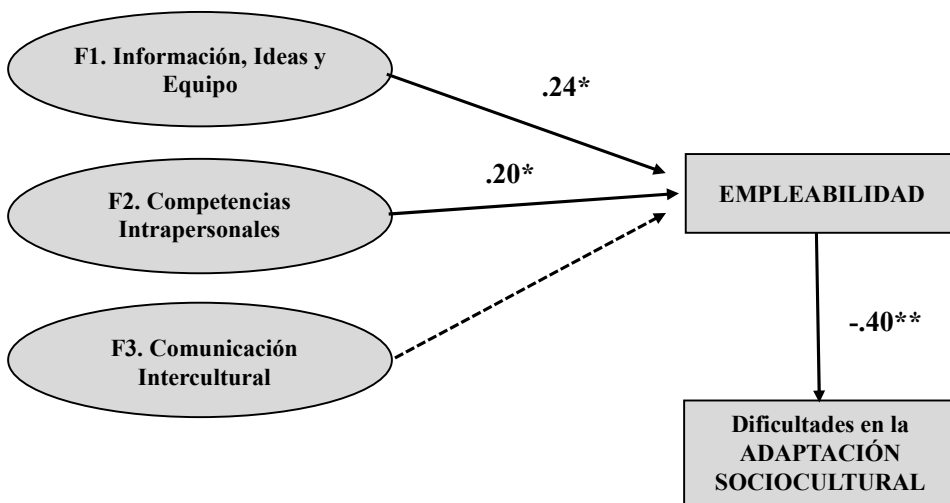 F1. Información, Ideas y
Equipo
.24*
.20*
F2. Competencias
Intrapersonales
EMPLEABILIDAD
F3. Comunicación
Intercultural
-.40**
Dificultades en la
ADAPTACIÓN
SOCIOCULTURAL